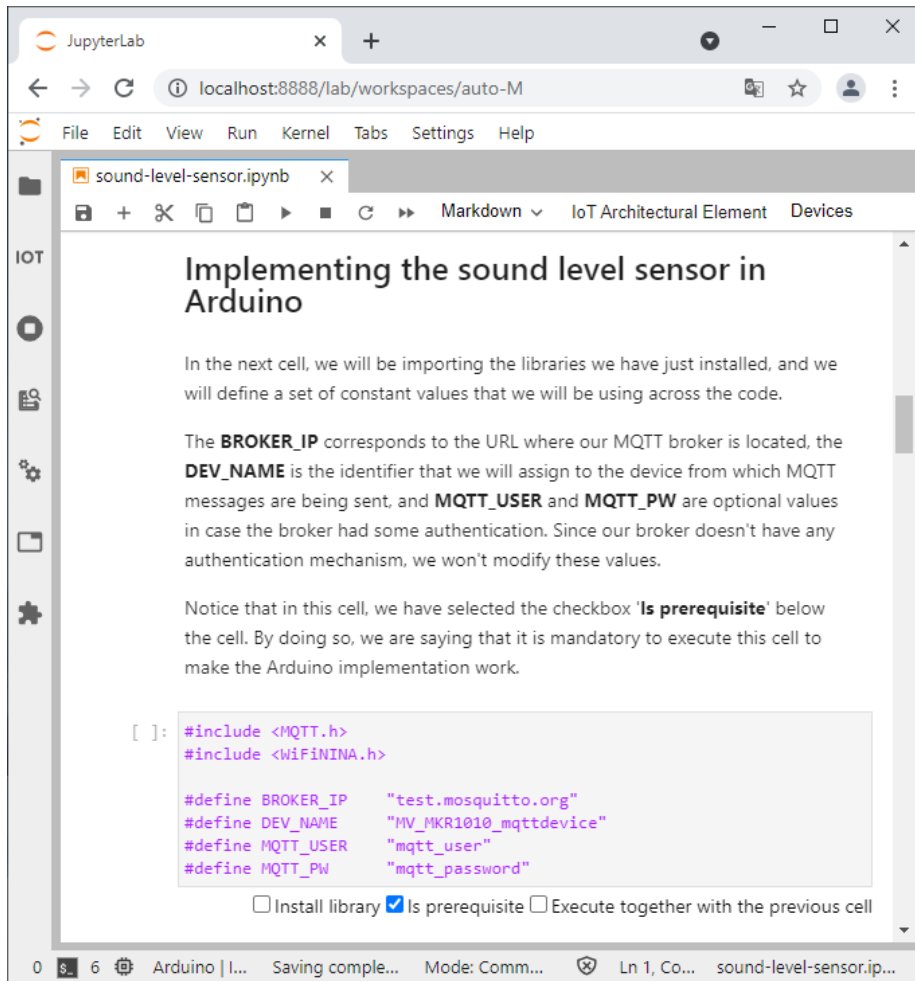 JupyterLab
localhost:8888/lab/workspaces/auto-M
File Edit View Run Kernel Tabs Settings Help
sound-level-sensor.ipynb
Markdown IoT Architectural Element Devices
IOT
Implementing the sound level sensor in
Arduino
In the next cell, we will be importing the libraries we have just installed, and we
will define a set of constant values that we will be using across the code.
The BROKER_IP corresponds to the URL where our MQTT broker is located, the
DEV_NAME is the identifier that we will assign to the device from which MQTT
messages are being sent, and MQTT_USER and MQTT_PW are optional values
in case the broker had some authentication. Since our broker doesn't have any
authentication mechanism, we won't modify these values.
Notice that in this cell, we have selected the checkbox 'Is prerequisite' below
the cell. By doing so, we are saying that it is mandatory to execute this cell to
make the Arduino implementation work.
[ ]: #include <MQTT.h>
#include <WiFiNINA.h>
#define BROKER_IP "test.mosquitto.org"
#define DEV_NAME "MV_MKR1010_mqttdevice"
#define MQTT_USER "mqtt_user"
#define MQTT_PW "mqtt_password"
Install library Is prerequisite Execute together with the previous cell
0 $_ 6 Arduino | I... Saving comple... Mode: Comm... Ln 1, Co... sound-level-sensor.ip...